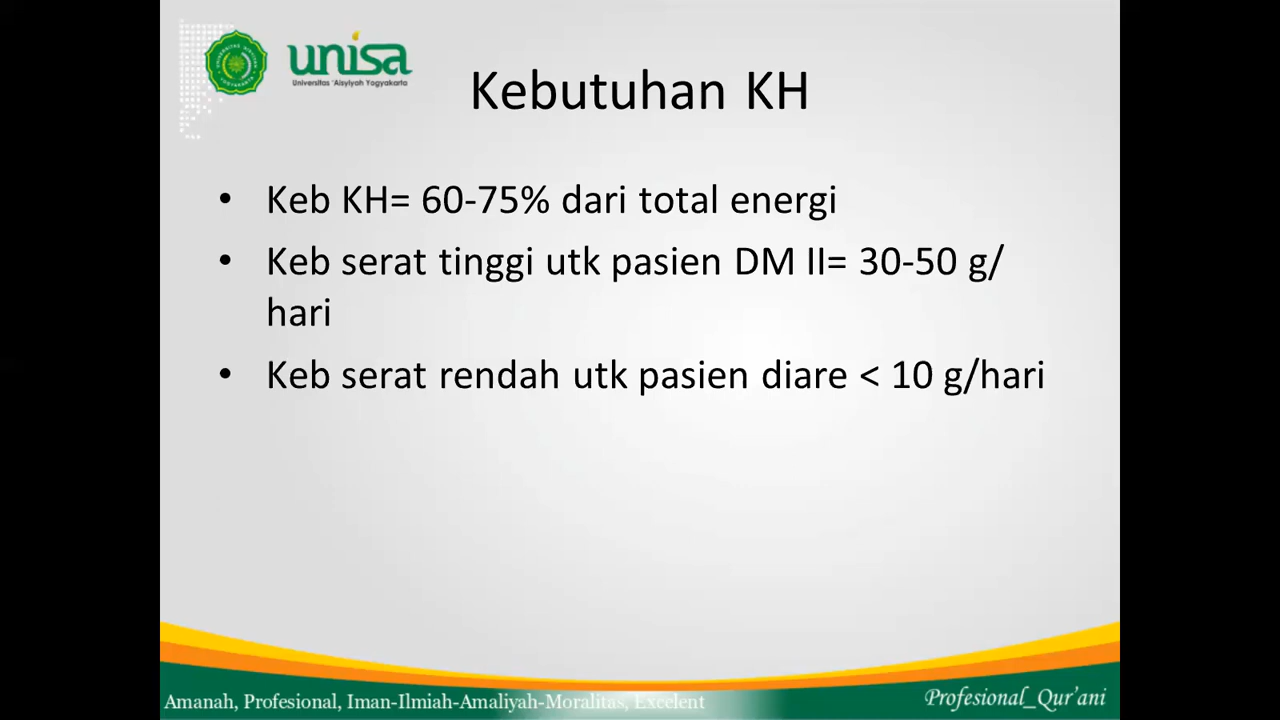 unisa
Universitas 'Aisyiyah Yogyakarta
Kebutuhan KH
• Keb KH= 60-75% dari total energi
• Keb serat tinggi utk pasien DM II= 30-50 g/
hari
• Keb serat rendah utk pasien diare < 10 g/hari
Amanah, Profesional, Iman-Ilmiah-Amaliyah-Moralitas, Excelent
Profesional_Qur'ani